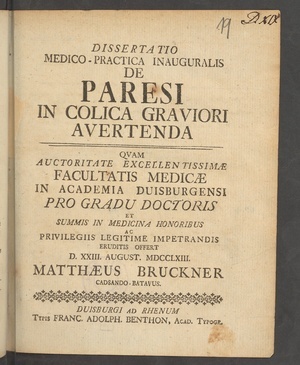 19
DISSERTATIO
MEDICO-PRACTICA INAUGURALIS
DE
PARESI
IN COLICA GRAVIORI
AVERTENDA
QVAM
AUCTORITATE EXCELLENTISSIMÆ
FACULTATIS MEDICÆ
IN ACADEMIA DUISBURGENSI
PRO GRADU DOCTORIS
ET
SUMMIS IN MEDICINA HONORIBUS
AC
PRIVILEGIIS LEGITIME IMPETRANDIS
ERUDITIS OFFERT
D. XXIII. AUGUST. MDCCLXIII.
MATTHÆUS BRUCKNER
CADSANDO-BATAVUS.
DUISBURGI AD RHENUM
TYPIS FRANC. ADOLPH. BENTHON, ACAD. TYPOGR.